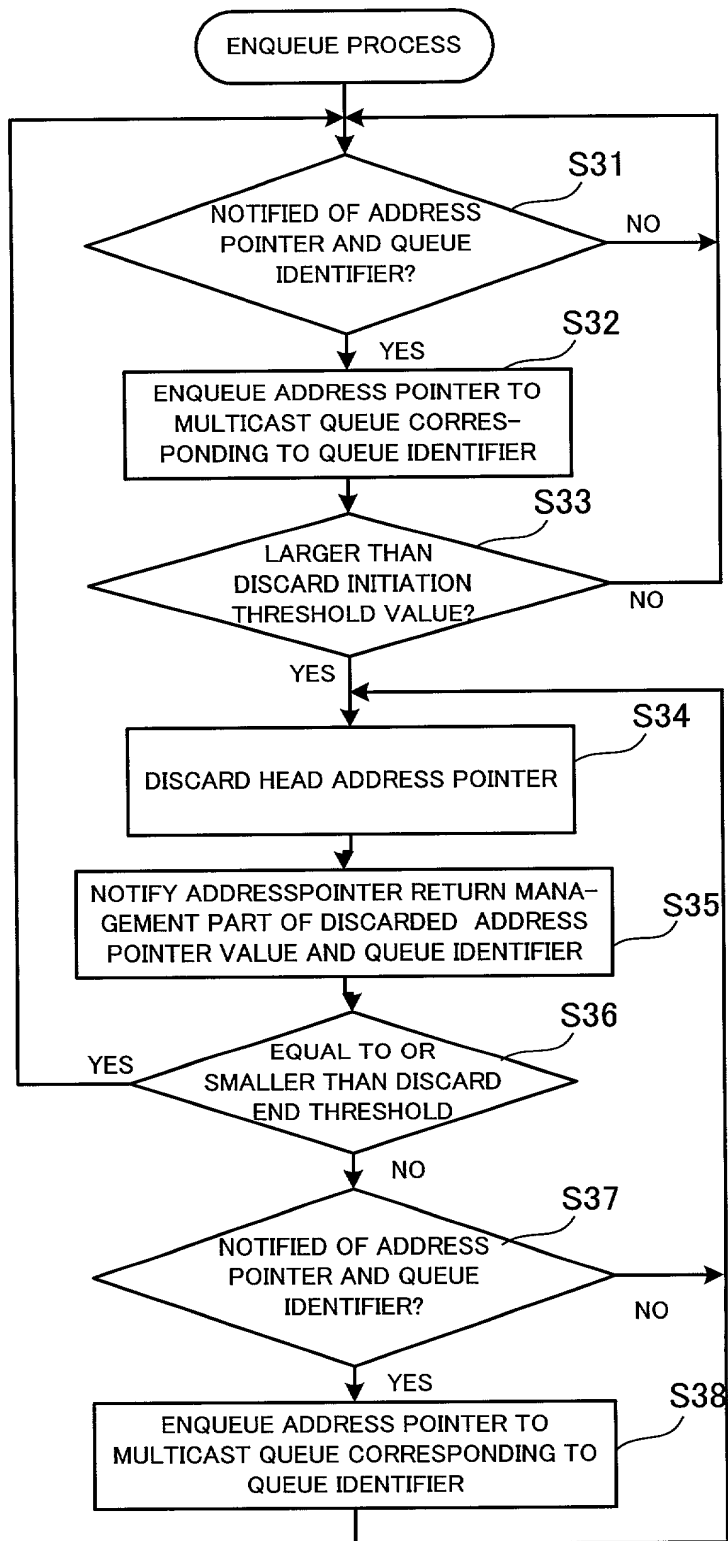 ENQUEUE PROCESS
S31
NOTIFIED OF ADDRESS
POINTER AND QUEUE
IDENTIFIER?
NO
YES
S32
ENQUEUE ADDRESS POINTER TO
MULTICAST QUEUE CORRES-
PONDING TO QUEUE IDENTIFIER
S33
LARGER THAN
DISCARD INITIATION
THRESHOLD VALUE?
NO
YES
S34
DISCARD HEAD ADDRESS POINTER
NOTIFY ADDRESSPOINTER RETURN MANA-
GEMENT PART OF DISCARDED ADDRESS
POINTER VALUE AND QUEUE IDENTIFIER
S35
S36
YES
EQUAL TO OR
SMALLER THAN DISCARD
END THRESHOLD
NO
S37
NOTIFIED OF ADDRESS
POINTER AND QUEUE
IDENTIFIER?
NO
YES
S38
ENQUEUE ADDRESS POINTER TO
MULTICAST QUEUE CORRESPONDING TO
QUEUE IDENTIFIER